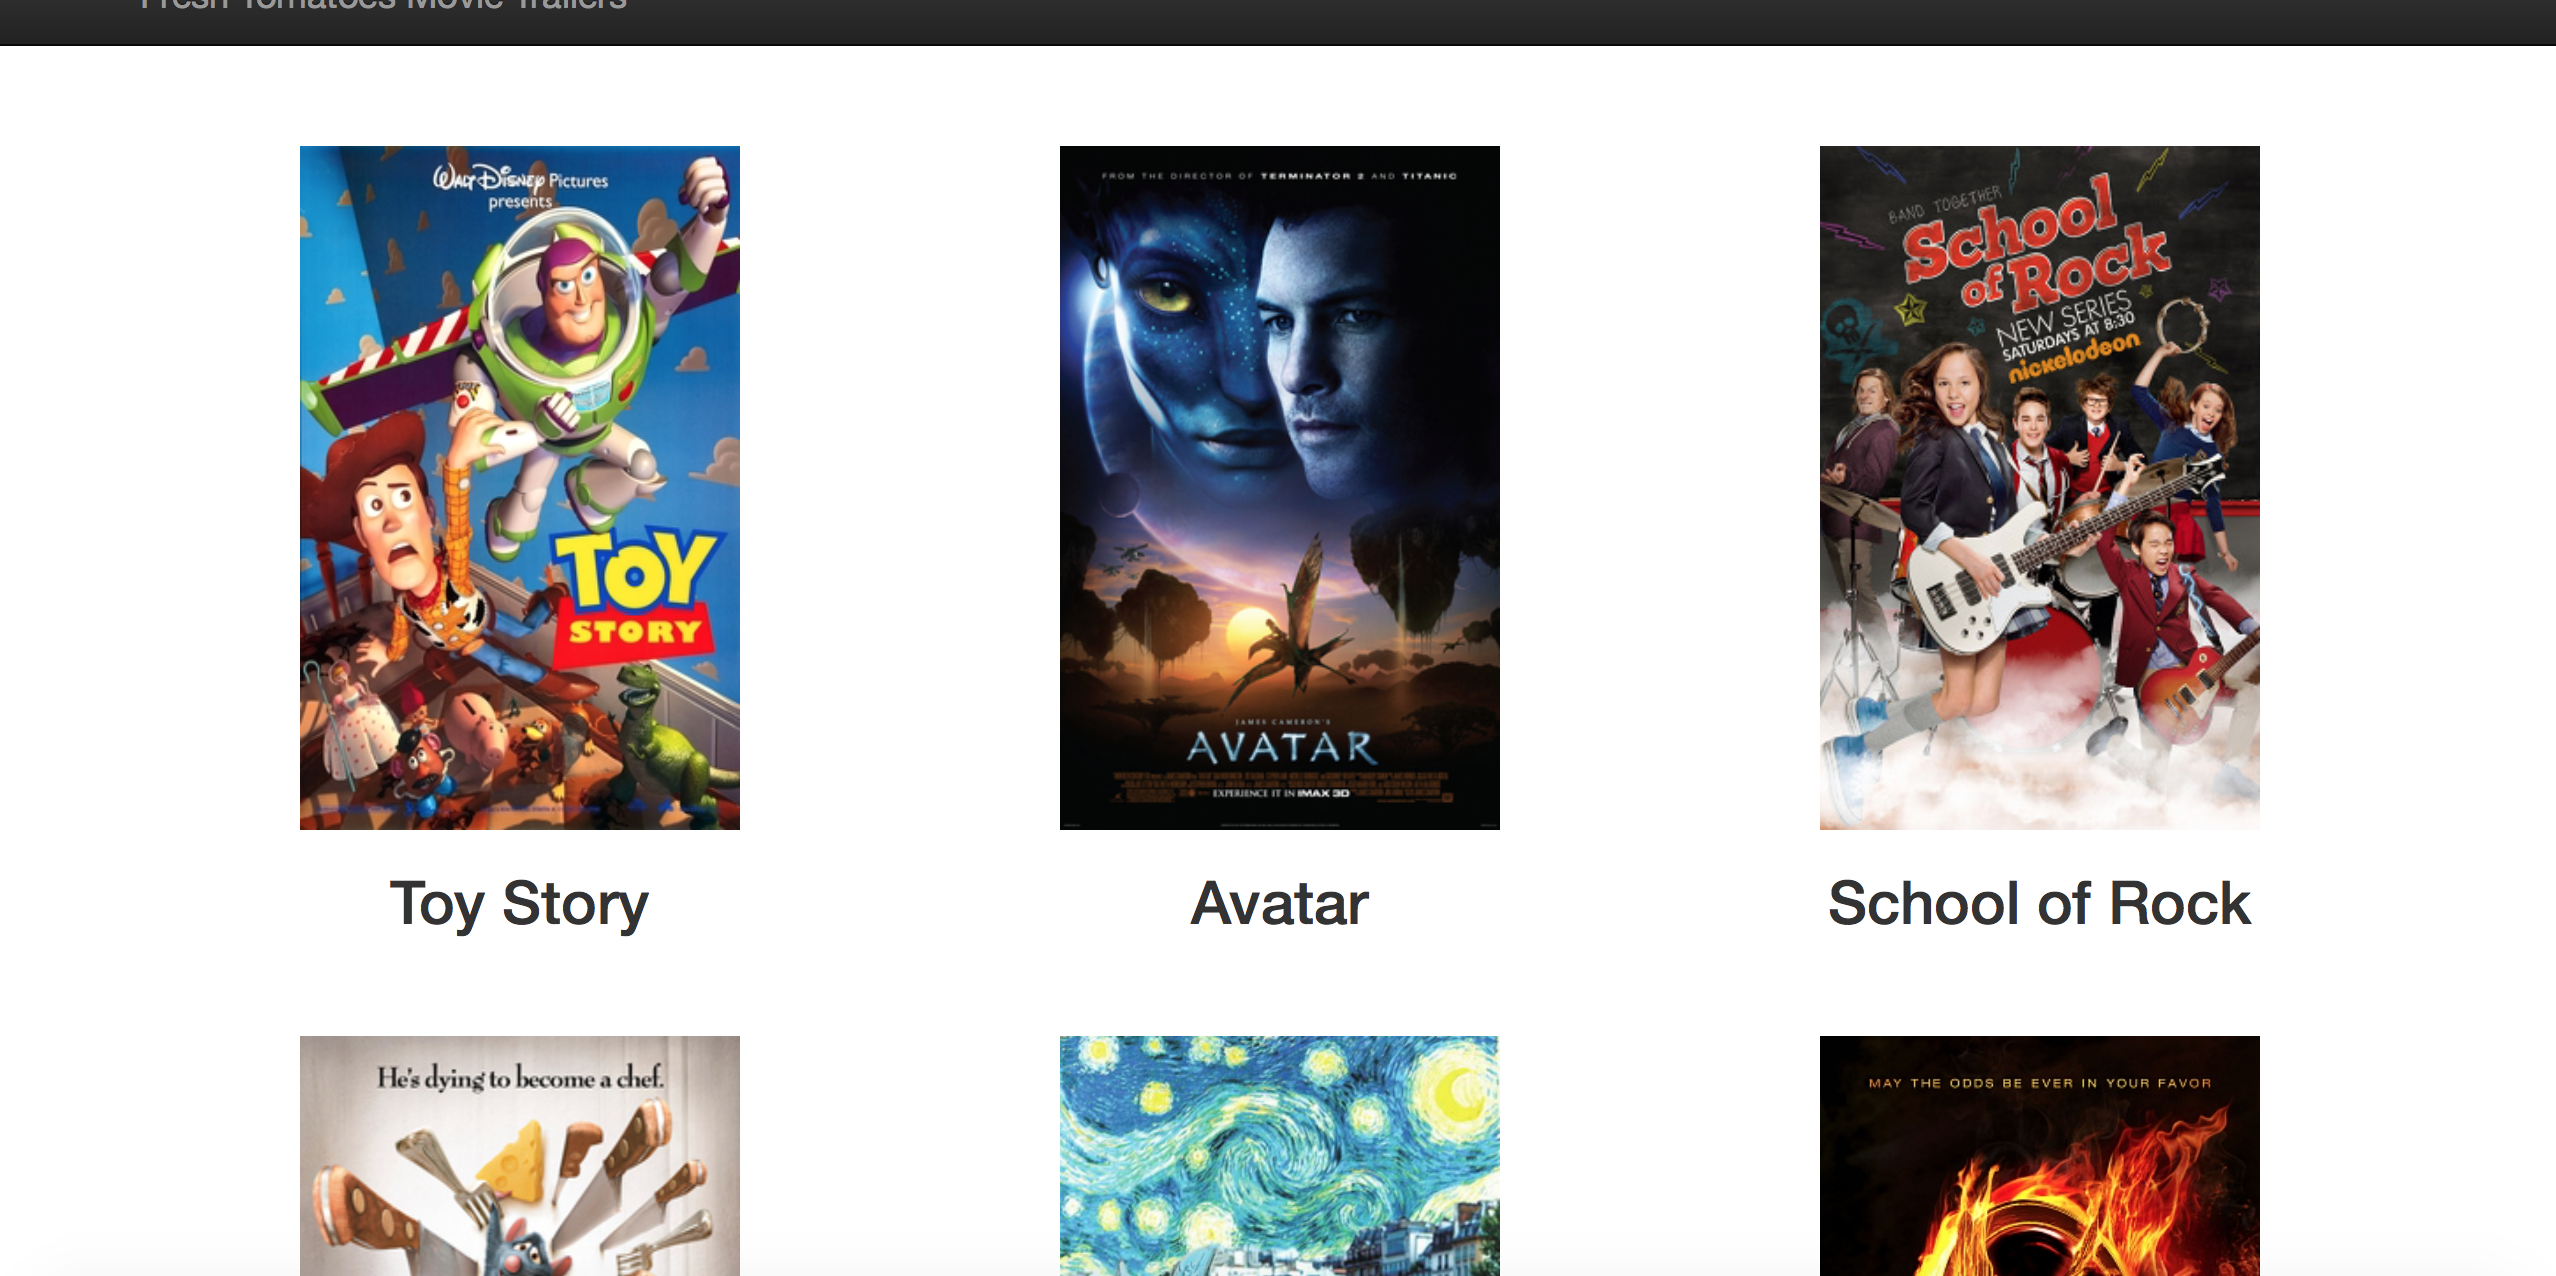 Fresh Tomatoes Movie Trailers
WALT DISNEY Pictures
presents
TOY
STORY
Toy Story
FROM THE DIRECTOR OF TERMINATOR 2 AND TITANIC
JAMES CAMERON'S
AVATAR
EXPERIENCE IT IN IMAX 3D
Avatar
BAND TOGETHER
School
of Rock
NEW SERIES
SATURDAYS AT 8:30
nickelodeon
School of Rock
He's dying to become a chef.
MAY THE ODDS BE EVER IN YOUR FAVOR